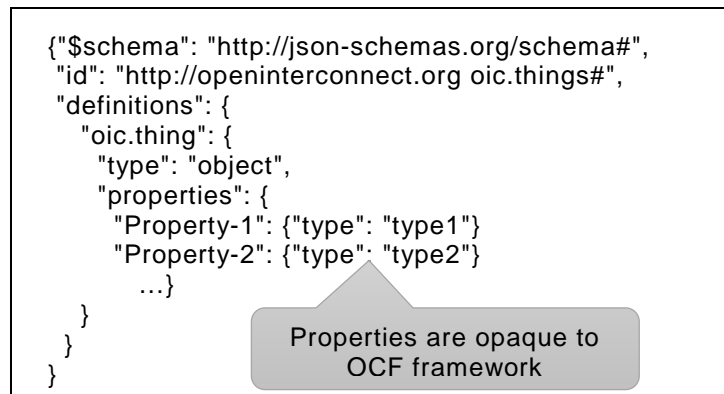 {"$schema": "http://json-schemas.org/schema#",
"id": "http://openinterconnect.org oic.things#",
"definitions": {
"oic.thing": {
"type": "object",
"properties": {
"Property-1": {"type": "type1"}
"Property-2": {"type": "type2"}
…}
}
}
}
Properties are opaque to
OCF framework